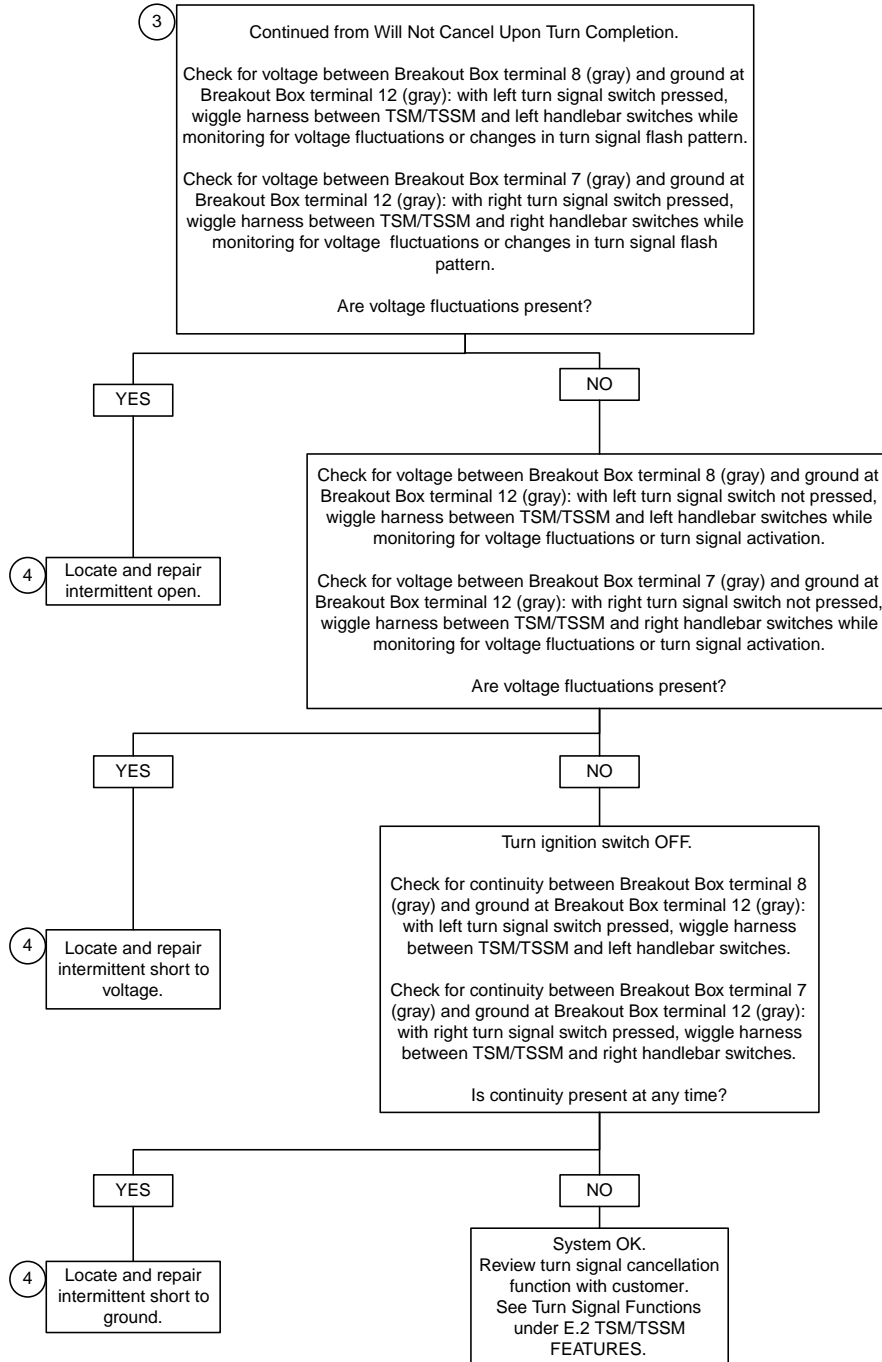 3
Continued from Will Not Cancel Upon Turn Completion.
Check for voltage between Breakout Box terminal 8 (gray) and ground at
Breakout Box terminal 12 (gray): with left turn signal switch pressed,
wiggle harness between TSM/TSSM and left handlebar switches while
monitoring for voltage fluctuations or changes in turn signal flash pattern.
Check for voltage between Breakout Box terminal 7 (gray) and ground at
Breakout Box terminal 12 (gray): with right turn signal switch pressed,
wiggle harness between TSM/TSSM and right handlebar switches while
monitoring for voltage fluctuations or changes in turn signal flash
pattern.
Are voltage fluctuations present?
YES
NO
4
Locate and repair
intermittent open.
Check for voltage between Breakout Box terminal 8 (gray) and ground at
Breakout Box terminal 12 (gray): with left turn signal switch not pressed,
wiggle harness between TSM/TSSM and left handlebar switches while
monitoring for voltage fluctuations or turn signal activation.
Check for voltage between Breakout Box terminal 7 (gray) and ground at
Breakout Box terminal 12 (gray): with right turn signal switch not pressed,
wiggle harness between TSM/TSSM and right handlebar switches while
monitoring for voltage fluctuations or turn signal activation.
Are voltage fluctuations present?
YES
NO
4
Locate and repair
intermittent short to
voltage.
Turn ignition switch OFF.
Check for continuity between Breakout Box terminal 8
(gray) and ground at Breakout Box terminal 12 (gray):
with left turn signal switch pressed, wiggle harness
between TSM/TSSM and left handlebar switches.
Check for continuity between Breakout Box terminal 7
(gray) and ground at Breakout Box terminal 12 (gray):
with right turn signal switch pressed, wiggle harness
between TSM/TSSM and right handlebar switches.
Is continuity present at any time?
YES
NO
4
Locate and repair
intermittent short to
ground.
System OK.
Review turn signal cancellation
function with customer.
See Turn Signal Functions
under E.2 TSM/TSSM
FEATURES.